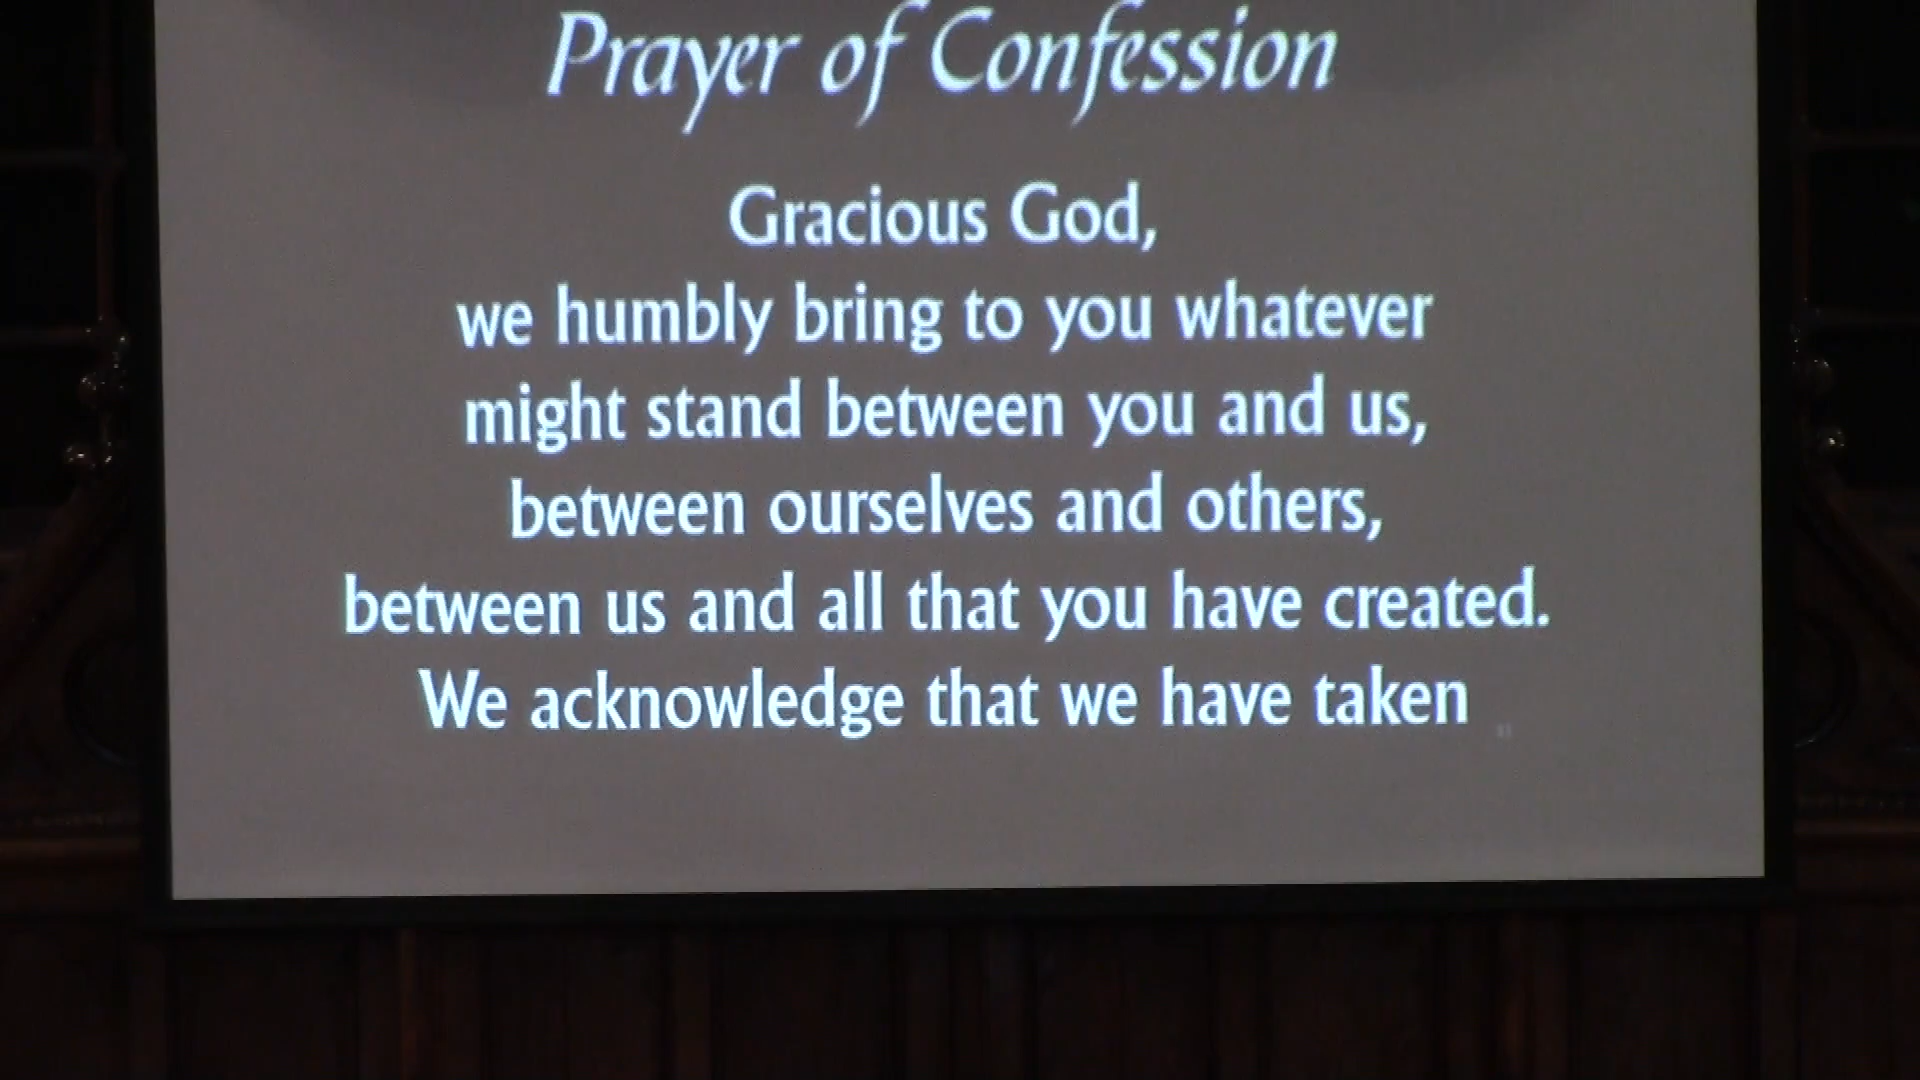 Prayer of Confession
Gracious God,
we humbly bring to you whatever
might stand between you and us,
between ourselves and others,
between us and all that you have created.
We acknowledge that we have taken